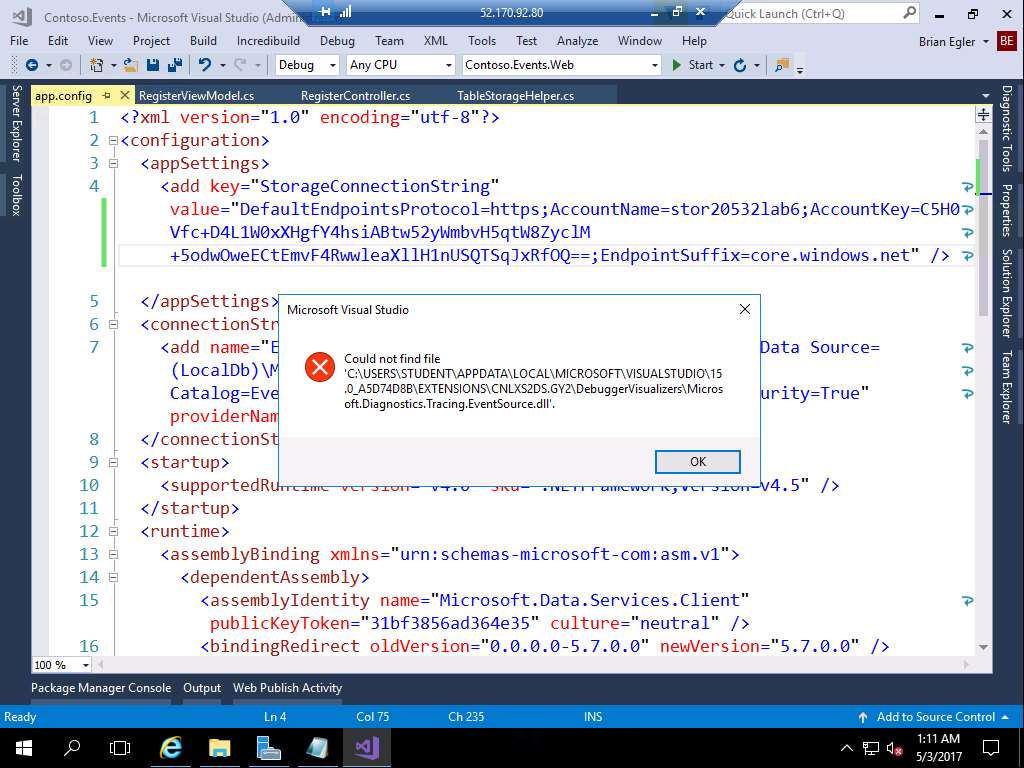 Contoso.Events - Microsoft Visual Studio (Admin
52.170.92.80
Quick Launch (Ctrl+Q)
File Edit View Project Build Incredibuild Debug Team XML Tools Test Analyze Window Help
Brian Egler
BE
Debug Any CPU Contoso.Events.Web Start
app.config RegisterViewModel.cs RegisterController.cs TableStorageHelper.cs
Server Explorer
Toolbox
Diagnostic Tools
Properties
Solution Explorer
Team Explorer
1 <?xml version="1.0" encoding="utf-8"?>
2 <configuration>
3 <appSettings>
4 <add key="StorageConnectionString"
value="DefaultEndpointsProtocol=https;AccountName=stor20532lab6;AccountKey=C5H0
Vfc+D4L1W0xXHgfY4hsiABtw52yWmbvH5qtW8ZyclM
+5odwOweECtEmvF4RwwleaXllH1nUSQTSqJxRfOQ==;EndpointSuffix=core.windows.net" />
5 </appSettings>
6 <connectionStr
7 <add name="E Data Source=
(LocalDb)\M
Catalog=Eve urity=True"
providerNam
8 </connectionSt
9 <startup>
10 <supportedRuntime version="v4.0" sku=".NETFramework,Version=v4.5" />
11 </startup>
12 <runtime>
13 <assemblyBinding xmlns="urn:schemas-microsoft-com:asm.v1">
14 <dependentAssembly>
15 <assemblyIdentity name="Microsoft.Data.Services.Client"
publicKeyToken="31bf3856ad364e35" culture="neutral" />
16 <bindingRedirect oldVersion="0.0.0.0-5.7.0.0" newVersion="5.7.0.0" />
Microsoft Visual Studio
Could not find file
'C:\USERS\STUDENT\APPDATA\LOCAL\MICROSOFT\VISUALSTUDIO\15
.0_A5D74D8B\EXTENSIONS\CNLXS2DS.GY2\DebuggerVisualizers\Micros
oft.Diagnostics.Tracing.EventSource.dll'.
OK
100 %
Package Manager Console Output Web Publish Activity
Ready Ln 4 Col 75 Ch 235 INS Add to Source Control
1:11 AM
5/3/2017